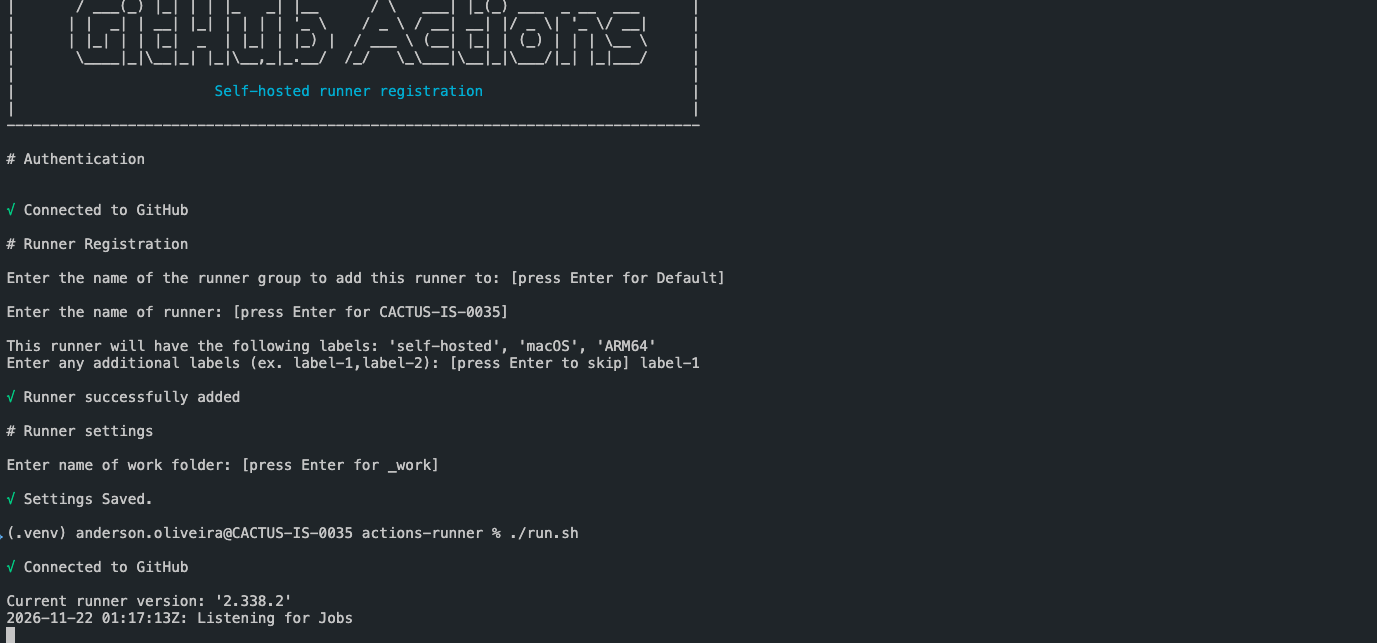 GitHub Actions
Self-hosted runner registration
# Authentication
√ Connected to GitHub
# Runner Registration
Enter the name of the runner group to add this runner to: [press Enter for Default]
Enter the name of runner: [press Enter for CACTUS-IS-0035]
This runner will have the following labels: 'self-hosted', 'macOS', 'ARM64'
Enter any additional labels (ex. label-1,label-2): [press Enter to skip] label-1
√ Runner successfully added
# Runner settings
Enter name of work folder: [press Enter for _work]
√ Settings Saved.
(.venv) anderson.oliveira@CACTUS-IS-0035 actions-runner % ./run.sh
√ Connected to GitHub
Current runner version: '2.338.2'
2026-11-22 01:17:13Z: Listening for Jobs